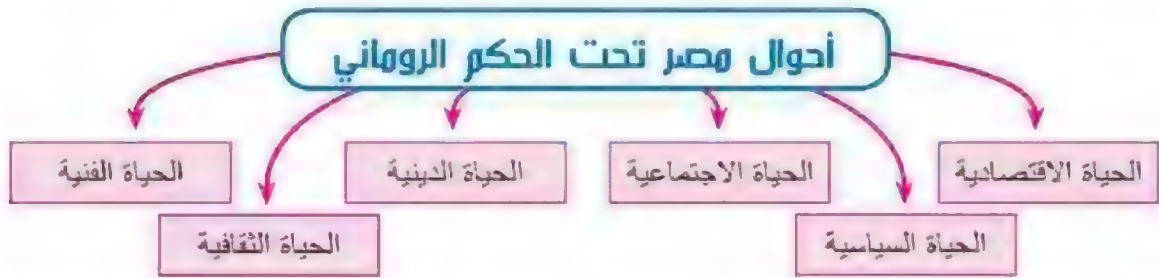 أحوال مصر تحت الحكم الروماني
الحياة الاقتصادية
الحياة السياسية
الحياة الاجتماعية
الحياة الدينية
الحياة الثقافية
الحياة الفنية